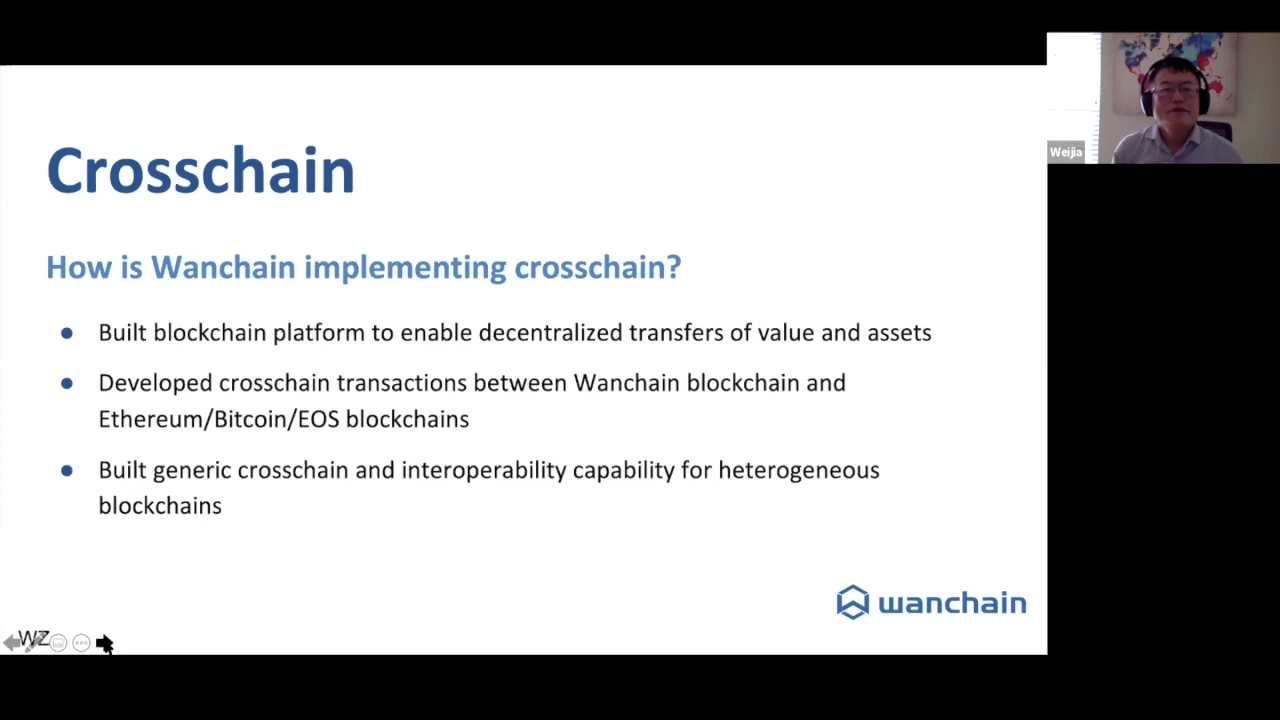 Crosschain
How is Wanchain implementing crosschain?
● Built blockchain platform to enable decentralized transfers of value and assets
● Developed crosschain transactions between Wanchain blockchain and
Ethereum/Bitcoin/EOS blockchains
● Built generic crosschain and interoperability capability for heterogeneous
blockchains
wanchain
WZ
Weijia